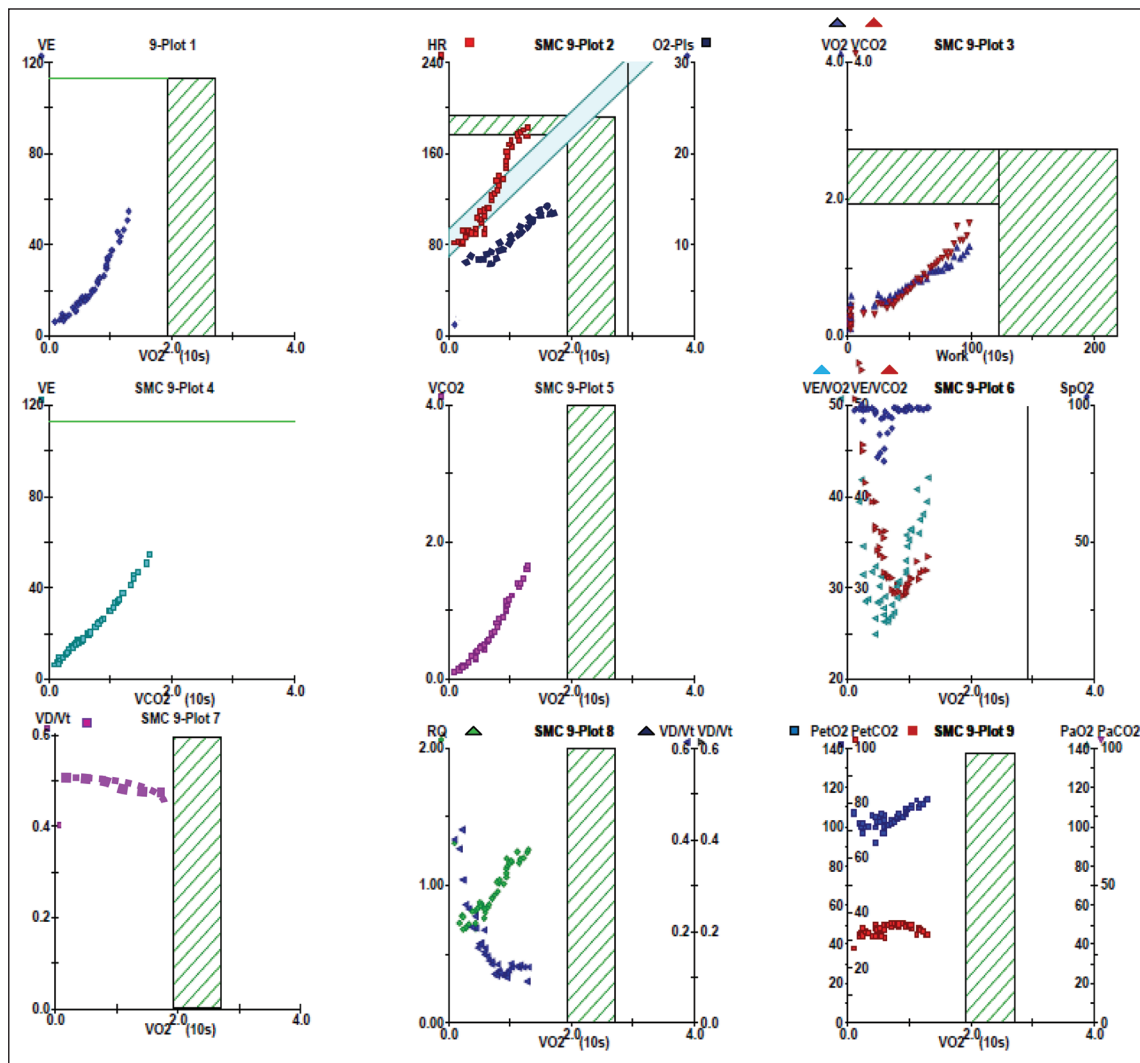 VE 9-Plot 1
120
80
40
0
0.0 2.0 4.0
VO2 (10s)
HR SMC 9-Plot 2 O2-Pls
240 30
160 20
80 10
0 0
0.0 2.0 4.0
VO2 (10s)
VO2 VCO2 SMC 9-Plot 3
4.0 4.0
2.0
0.0
0 100 200
Work (10s)
VE SMC 9-Plot 4
120
80
40
0
0.0 2.0 4.0
VCO2 (10s)
VCO2 SMC 9-Plot 5
4.0
2.0
0.0
0.0 2.0 4.0
VO2 (10s)
VE/VO2 VE/VCO2 SMC 9-Plot 6 SpO2
50 50 100
40 40
50
30 30
20 0
0.0 2.0 4.0
VO2 (10s)
VD/Vt SMC 9-Plot 7
0.6
0.4
0.2
0.0
0.0 2.0 4.0
VO2 (10s)
RQ SMC 9-Plot 8 VD/Vt VD/Vt
2.00 0.6 0.6
0.4 0.4
1.00
0.2 0.2
0.00 0.0 0.0
0.0 2.0 4.0
VO2 (10s)
PetO2 PetCO2 SMC 9-Plot 9 PaO2 PaCO2
140 100 140 100
120 80 120
100 100
80 60 80 50
60 40 60
40 20 40
20 20
0 0 0
0.0 2.0 4.0
VO2 (10s)